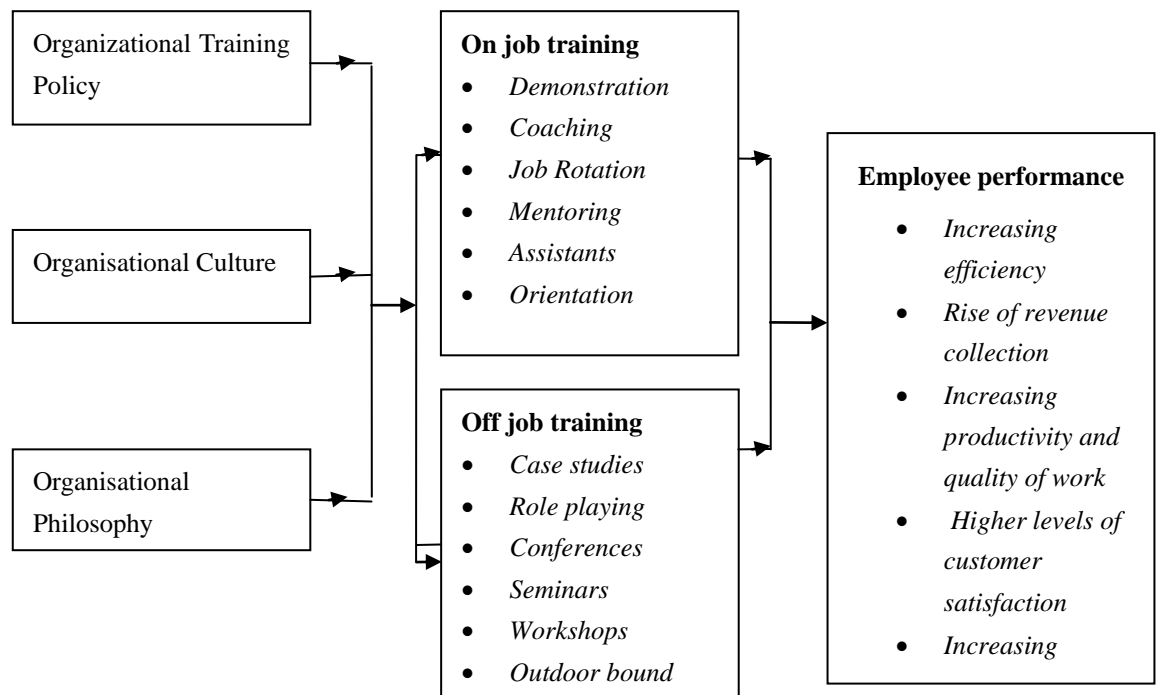 Organizational Training
Policy
Organisational Culture
Organisational
Philosophy
On job training
• Demonstration
• Coaching
• Job Rotation
• Mentoring
• Assistants
• Orientation
Off job training
• Case studies
• Role playing
• Conferences
• Seminars
• Workshops
• Outdoor bound
Employee performance
• Increasing
efficiency
• Rise of revenue
collection
• Increasing
productivity and
quality of work
• Higher levels of
customer
satisfaction
• Increasing